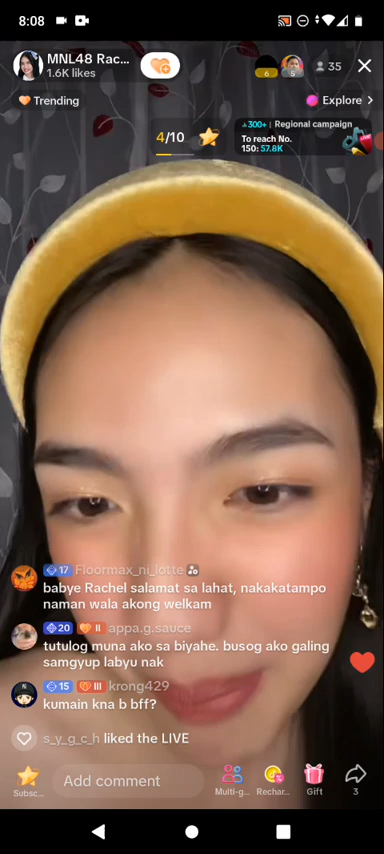 8:08
MNL48 Rac...
1.6K likes
6
5
35
Trending
Explore >
4/10
300+ | Regional campaign
To reach No.
150: 57.8K
17 Floormax_ni_lotte
babye Rachel salamat sa lahat, nakakatampo
naman wala akong welkam
20 II appa.g.sauce
tutulog muna ako sa biyahe. busog ako galing
samgyup labyu nak
15 III krong429
kumain kna b bff?
s_y_g_c_h liked the LIVE
Subsc...
Add comment
Multi-g...
Rechar...
Gift
3